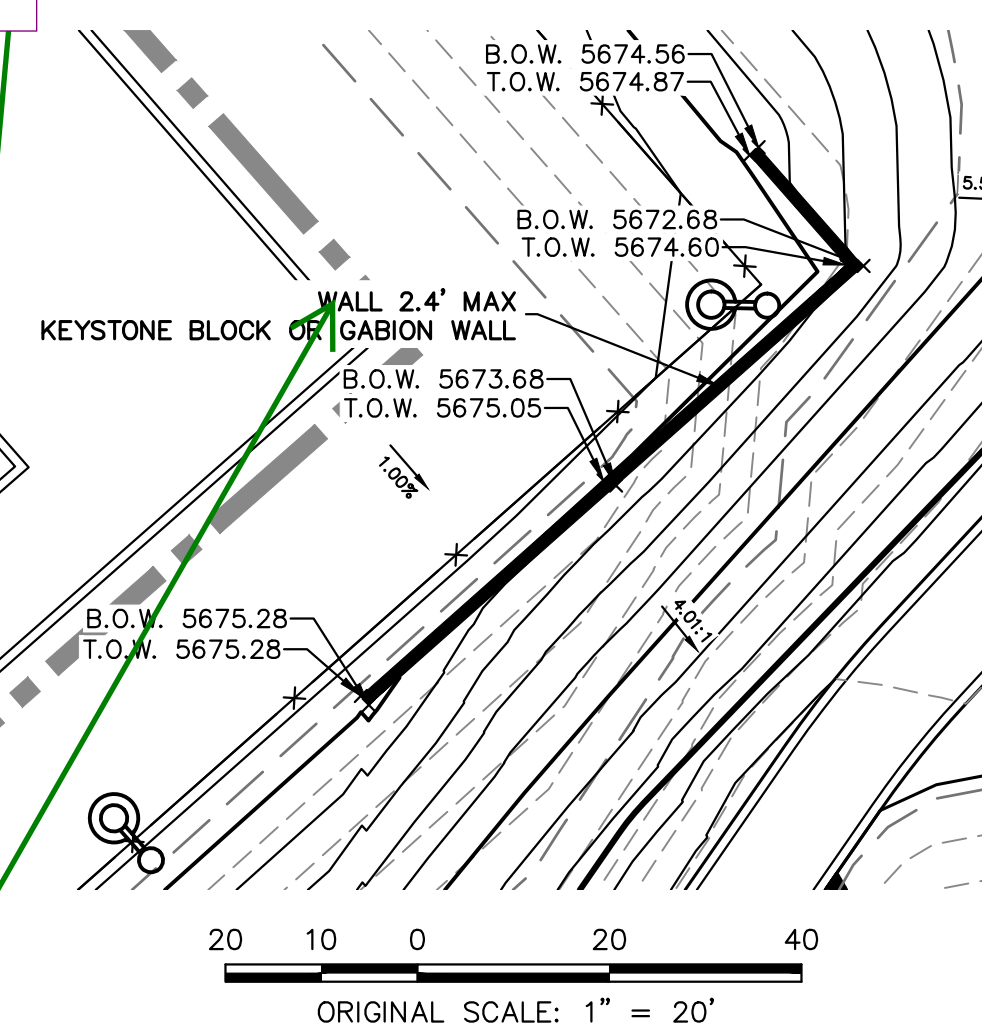 B.O.W. 5674.56
T.O.W. 5674.87
5.5
B.O.W. 5672.68
T.O.W. 5674.60
WALL 2.4' MAX
KEYSTONE BLOCK OR GABION WALL
B.O.W. 5673.68
T.O.W. 5675.05
1.00%
B.O.W. 5675.28
T.O.W. 5675.28
4.01:1
20 10 0 20 40
ORIGINAL SCALE: 1" = 20'